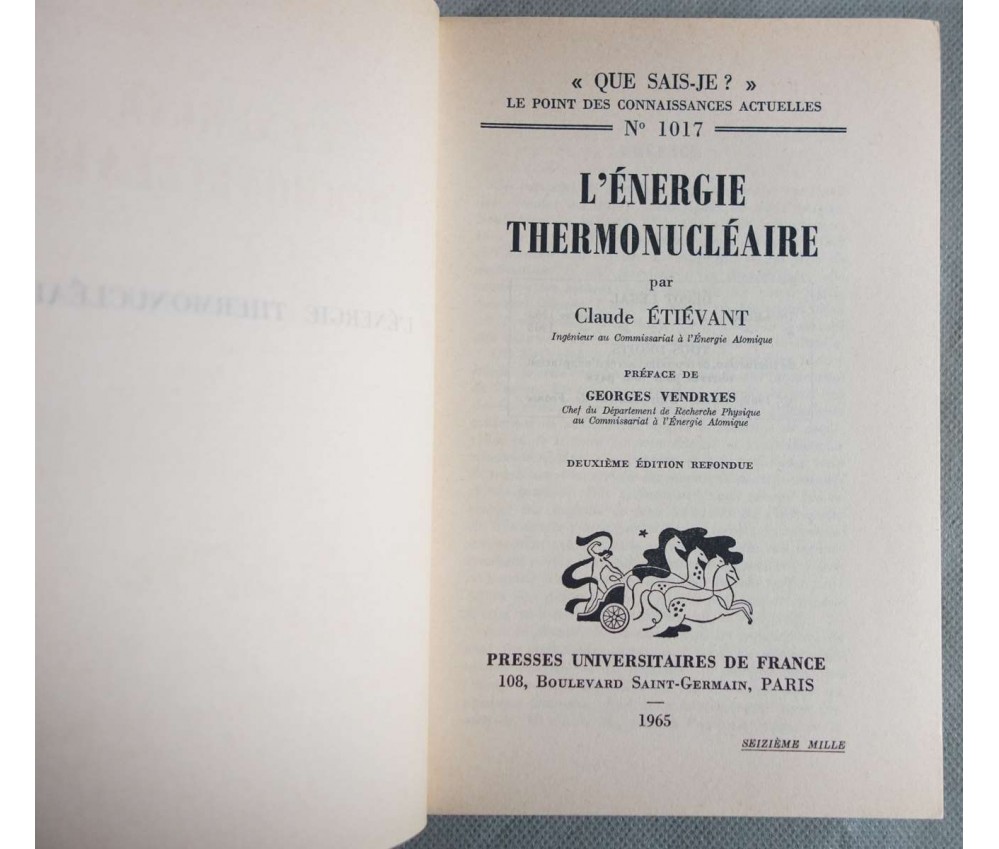 « QUE SAIS-JE ? »
LE POINT DES CONNAISSANCES ACTUELLES
Nº 1017
L'ÉNERGIE
THERMONUCLÉAIRE
par
Claude ÉTIÉVANT
Ingénieur au Commissariat à l'Énergie Atomique
PRÉFACE DE
GEORGES VENDRYES
Chef du Département de Recherche Physique
au Commissariat à l'Énergie Atomique
DEUXIÈME ÉDITION REFONDUE
PRESSES UNIVERSITAIRES DE FRANCE
108, BOULEVARD SAINT-GERMAIN, PARIS
—
1965
SEIZIÈME MILLE